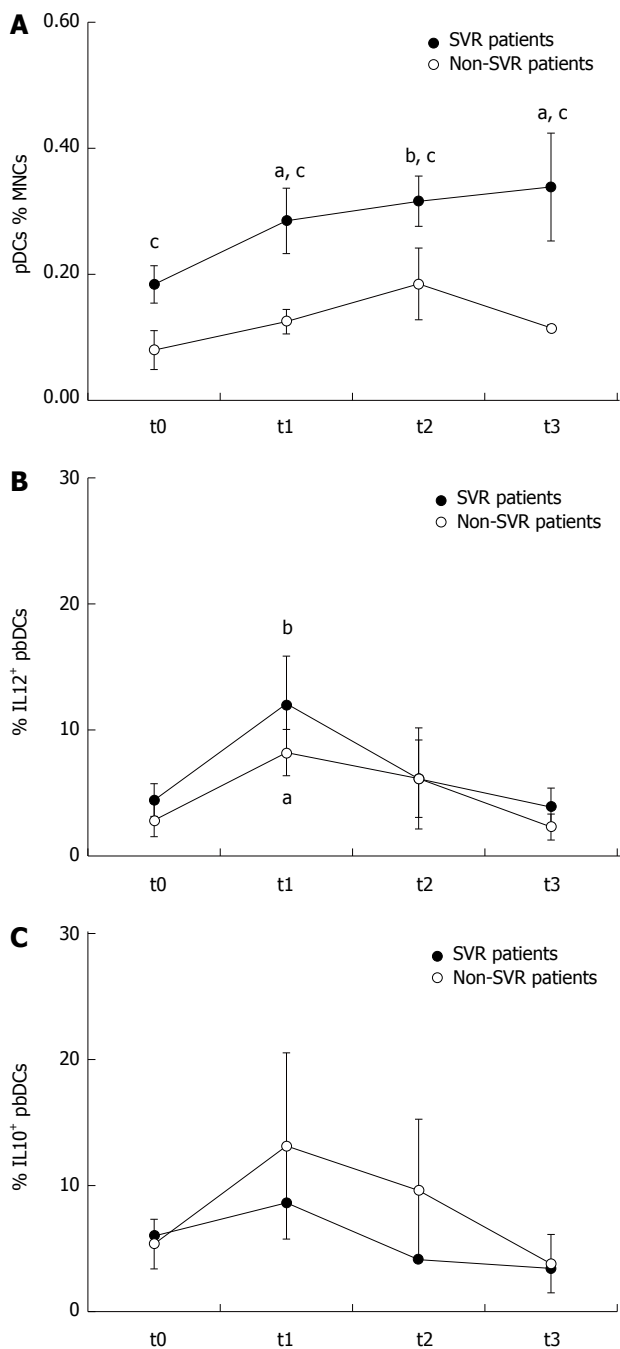 A
0.60
SVR patients
Non-SVR patients
pDCs % MNCs
0.40
a, c
b, c
a, c
c
0.20
0.00
t0 t1 t2 t3
B
30
SVR patients
Non-SVR patients
% IL12⁺ pbDCs
20
b
10
a
0
t0 t1 t2 t3
C
30
SVR patients
Non-SVR patients
% IL10⁺ pbDCs
20
10
0
t0 t1 t2 t3